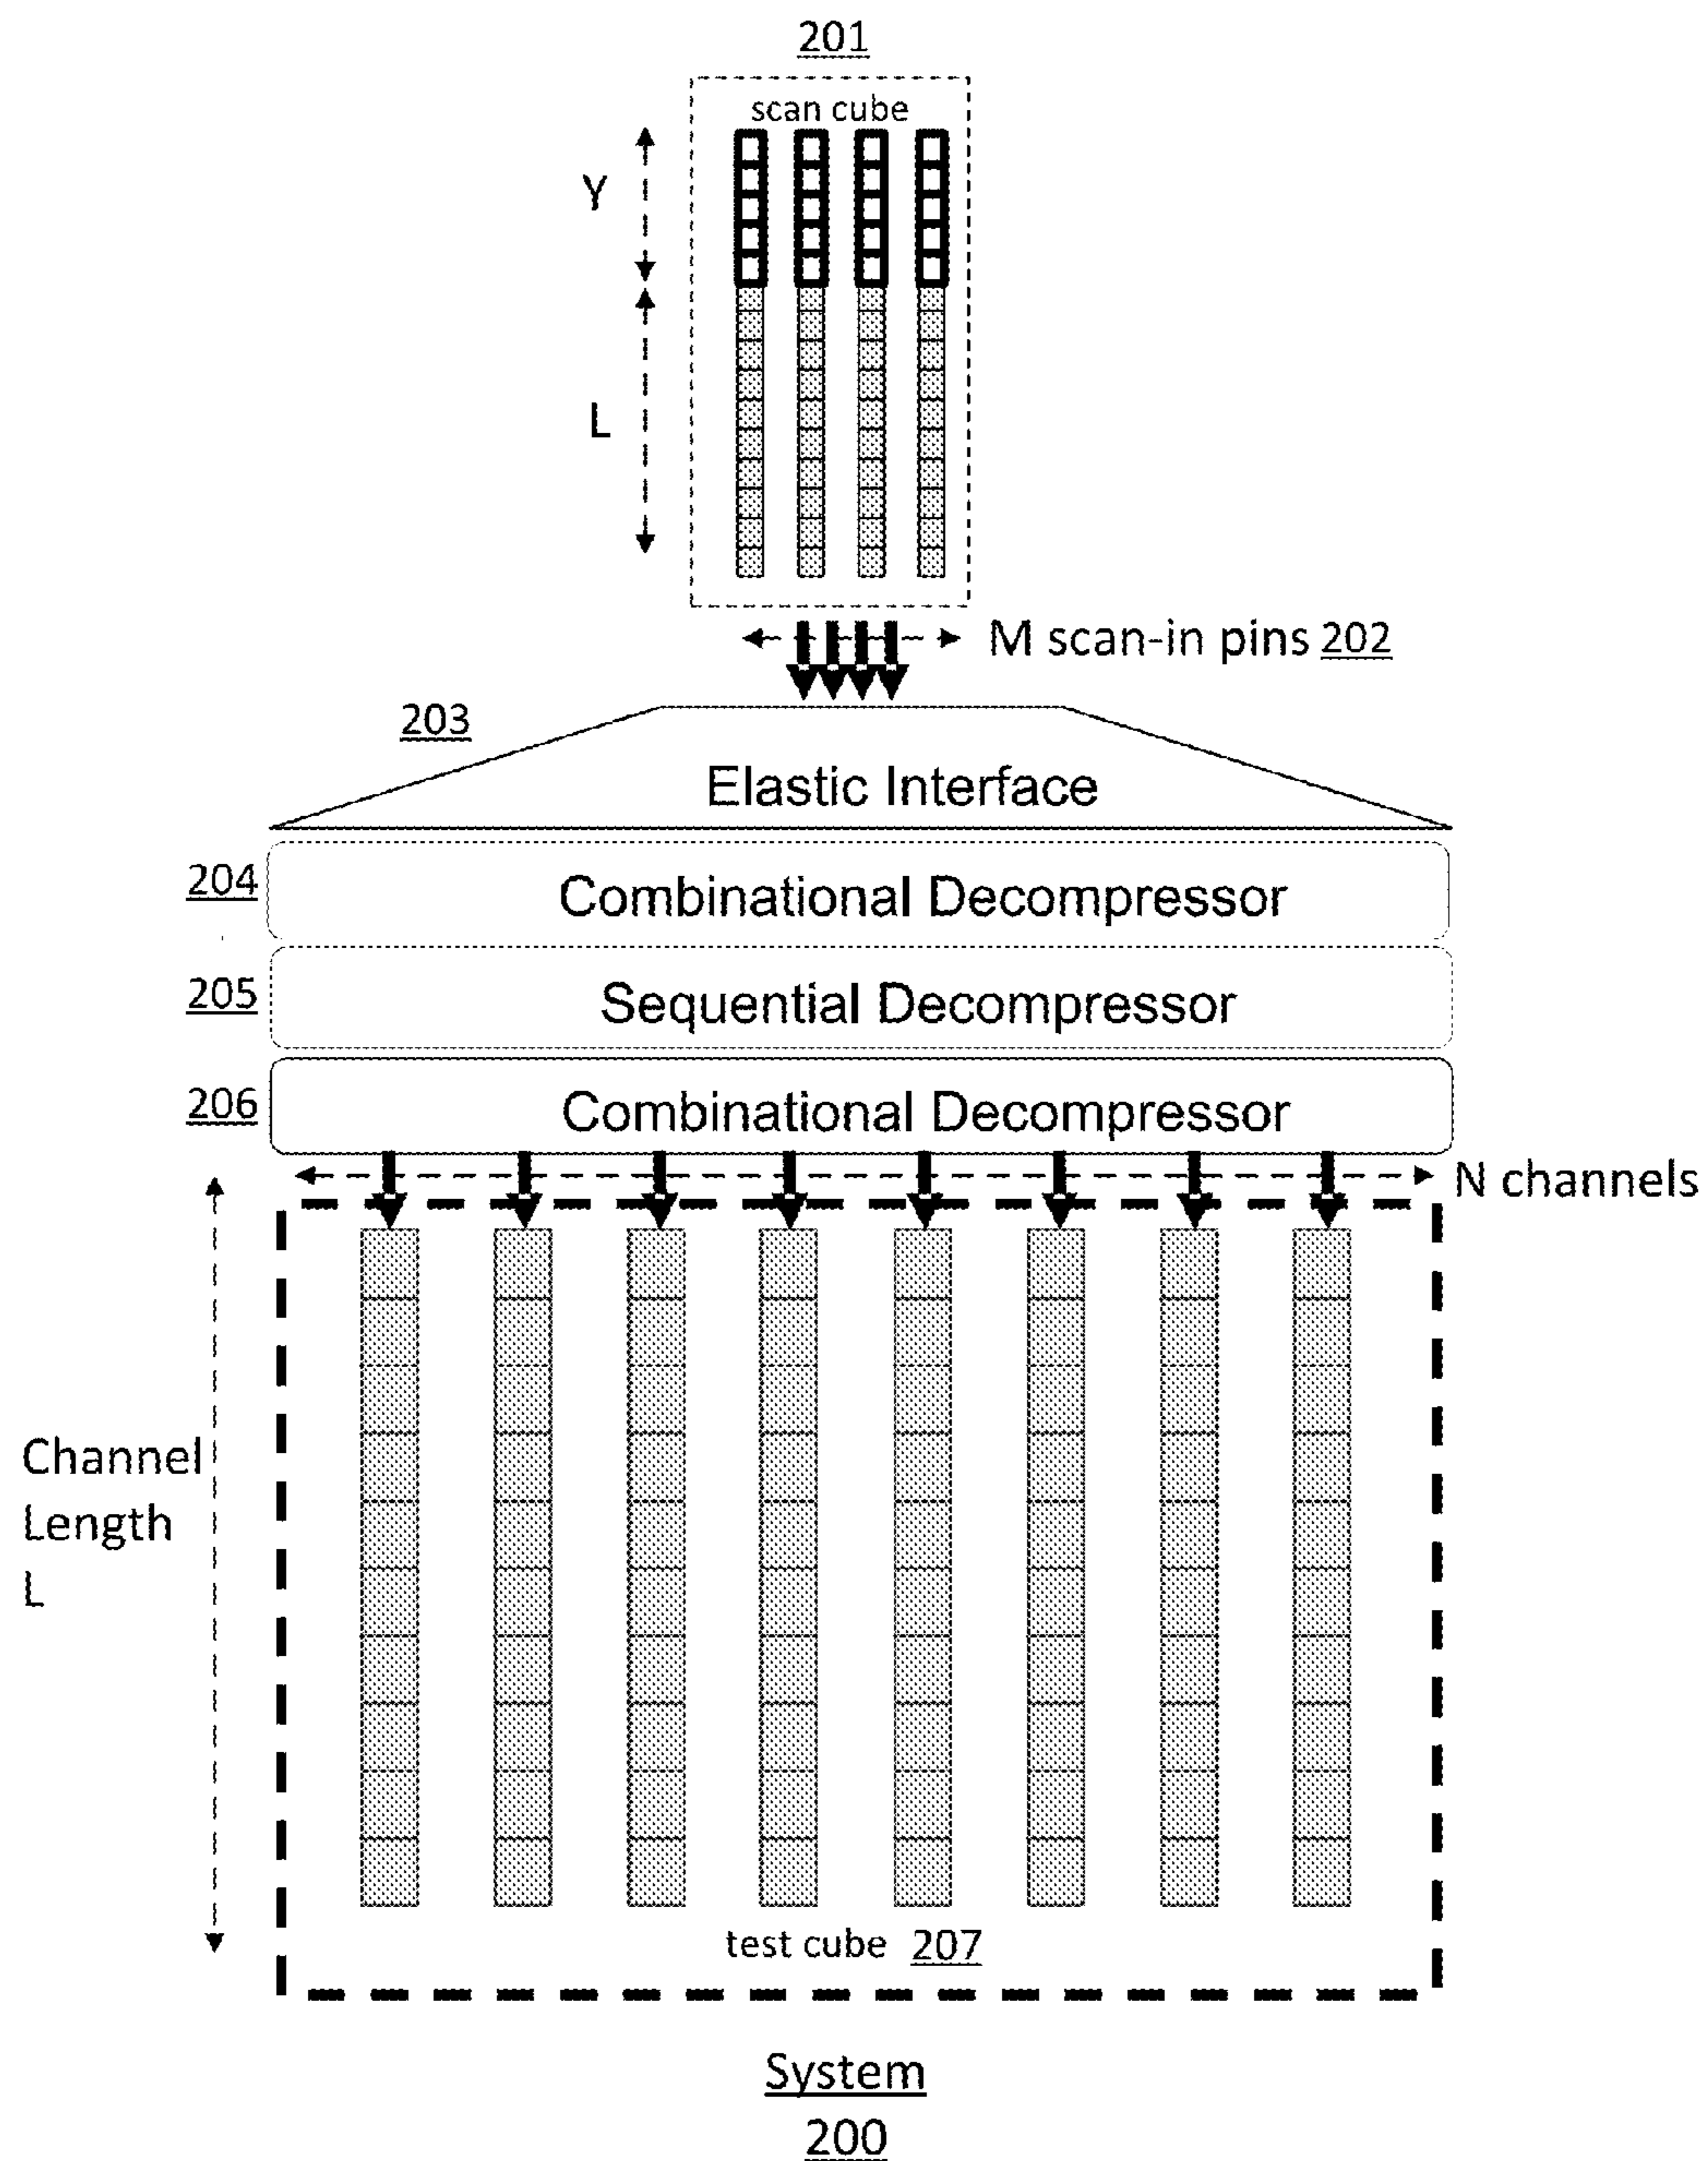 201
scan cube
Y
L
M scan-in pins 202
203
Elastic Interface
204
Combinational Decompressor
205
Sequential Decompressor
206
Combinational Decompressor
N channels
Channel
Length
L
test cube 207
System
200